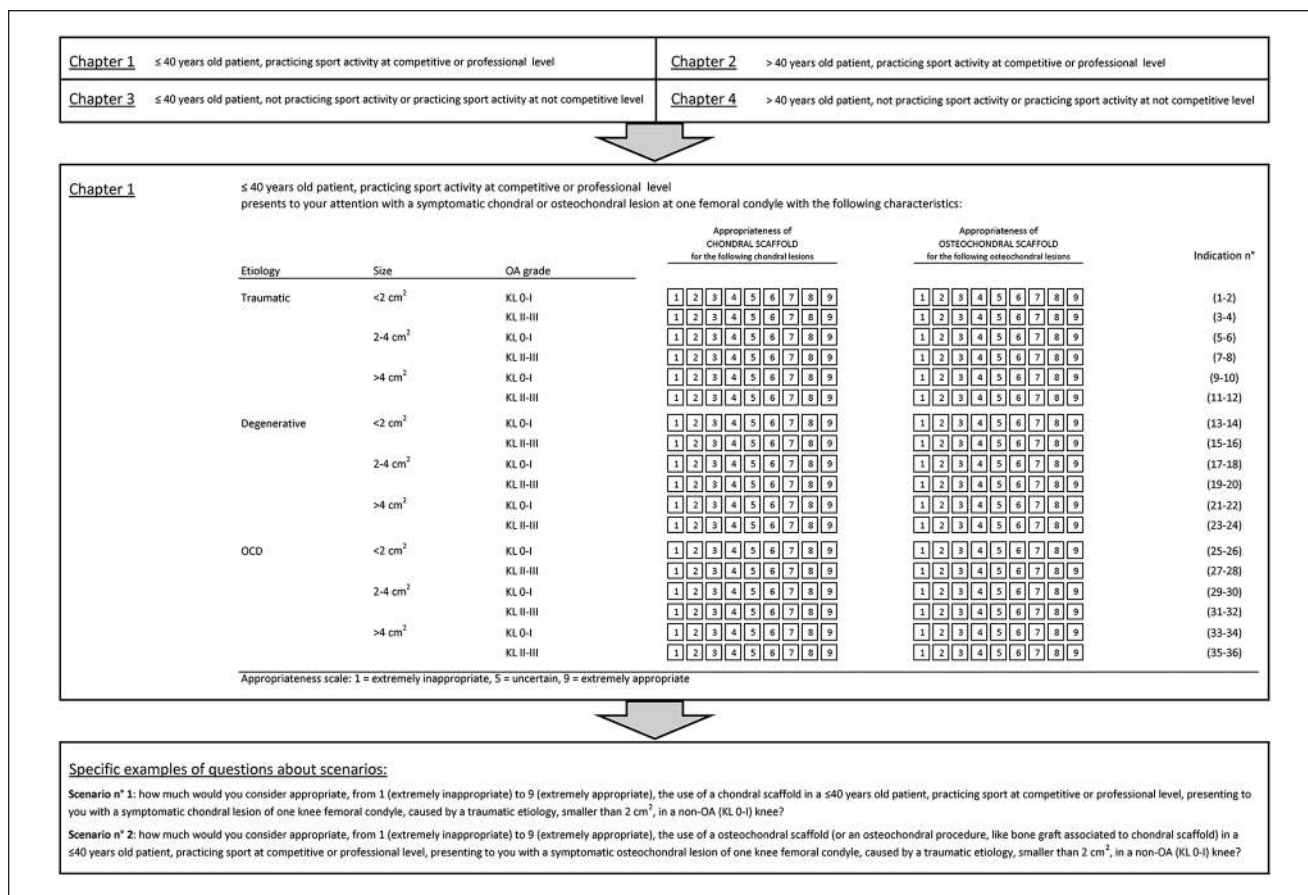 Chapter 1 ≤ 40 years old patient, practicing sport activity at competitive or professional level
Chapter 2 > 40 years old patient, practicing sport activity at competitive or professional level
Chapter 3 ≤ 40 years old patient, not practicing sport activity or practicing sport activity at not competitive level
Chapter 4 > 40 years old patient, not practicing sport activity or practicing sport activity at not competitive level
Chapter 1 ≤ 40 years old patient, practicing sport activity at competitive or professional level
presents to your attention with a symptomatic chondral or osteochondral lesion at one femoral condyle with the following characteristics:
Appropriateness of Appropriateness of
CHONDRAL SCAFFOLD OSTEOCHONDRAL SCAFFOLD
for the following chondral lesions for the following osteochondral lesions Indication n°
Etiology Size OA grade
Traumatic <2 cm² KL 0-I 1 2 3 4 5 6 7 8 9 1 2 3 4 5 6 7 8 9 (1-2)
KL II-III 1 2 3 4 5 6 7 8 9 1 2 3 4 5 6 7 8 9 (3-4)
2-4 cm² KL 0-I 1 2 3 4 5 6 7 8 9 1 2 3 4 5 6 7 8 9 (5-6)
KL II-III 1 2 3 4 5 6 7 8 9 1 2 3 4 5 6 7 8 9 (7-8)
>4 cm² KL 0-I 1 2 3 4 5 6 7 8 9 1 2 3 4 5 6 7 8 9 (9-10)
KL II-III 1 2 3 4 5 6 7 8 9 1 2 3 4 5 6 7 8 9 (11-12)
Degenerative <2 cm² KL 0-I 1 2 3 4 5 6 7 8 9 1 2 3 4 5 6 7 8 9 (13-14)
KL II-III 1 2 3 4 5 6 7 8 9 1 2 3 4 5 6 7 8 9 (15-16)
2-4 cm² KL 0-I 1 2 3 4 5 6 7 8 9 1 2 3 4 5 6 7 8 9 (17-18)
KL II-III 1 2 3 4 5 6 7 8 9 1 2 3 4 5 6 7 8 9 (19-20)
>4 cm² KL 0-I 1 2 3 4 5 6 7 8 9 1 2 3 4 5 6 7 8 9 (21-22)
KL II-III 1 2 3 4 5 6 7 8 9 1 2 3 4 5 6 7 8 9 (23-24)
OCD <2 cm² KL 0-I 1 2 3 4 5 6 7 8 9 1 2 3 4 5 6 7 8 9 (25-26)
KL II-III 1 2 3 4 5 6 7 8 9 1 2 3 4 5 6 7 8 9 (27-28)
2-4 cm² KL 0-I 1 2 3 4 5 6 7 8 9 1 2 3 4 5 6 7 8 9 (29-30)
KL II-III 1 2 3 4 5 6 7 8 9 1 2 3 4 5 6 7 8 9 (31-32)
>4 cm² KL 0-I 1 2 3 4 5 6 7 8 9 1 2 3 4 5 6 7 8 9 (33-34)
KL II-III 1 2 3 4 5 6 7 8 9 1 2 3 4 5 6 7 8 9 (35-36)
Appropriateness scale: 1 = extremely inappropriate, 5 = uncertain, 9 = extremely appropriate
Specific examples of questions about scenarios:
Scenario n° 1: how much would you consider appropriate, from 1 (extremely inappropriate) to 9 (extremely appropriate), the use of a chondral scaffold in a ≤40 years old patient, practicing sport at competitive or professional level, presenting to
you with a symptomatic chondral lesion of one knee femoral condyle, caused by a traumatic etiology, smaller than 2 cm², in a non-OA (KL 0-I) knee?
Scenario n° 2: how much would you consider appropriate, from 1 (extremely inappropriate) to 9 (extremely appropriate), the use of a osteochondral scaffold (or an osteochondral procedure, like bone graft associated to chondral scaffold) in a
≤40 years old patient, practicing sport at competitive or professional level, presenting to you with a symptomatic osteochondral lesion of one knee femoral condyle, caused by a traumatic etiology, smaller than 2 cm², in a non-OA (KL 0-I) knee?